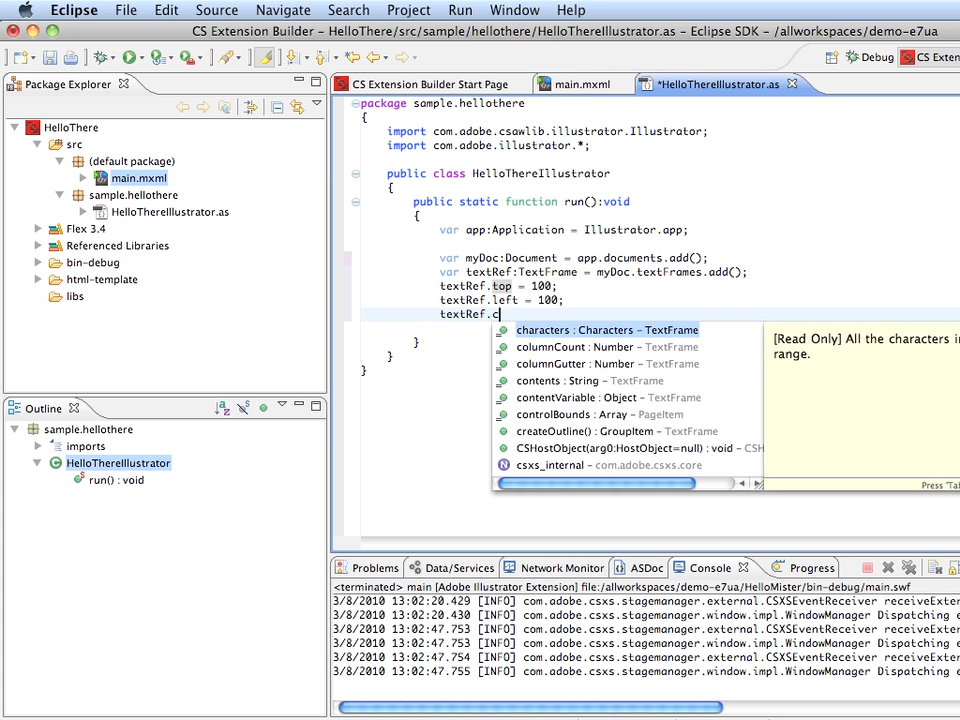 Eclipse File Edit Source Navigate Search Project Run Window Help
CS Extension Builder - HelloThere/src/sample/hellothere/HelloThereIllustrator.as - Eclipse SDK - /allworkspaces/demo-e7ua
Debug CS Exten
Package Explorer
HelloThere
src
(default package)
main.mxml
sample.hellothere
HelloThereIllustrator.as
Flex 3.4
Referenced Libraries
bin-debug
html-template
libs
Outline
sample.hellothere
imports
HelloThereIllustrator
run() : void
CS Extension Builder Start Page main.mxml *HelloThereIllustrator.as
package sample.hellothere
{
import com.adobe.csawlib.illustrator.Illustrator;
import com.adobe.illustrator.*;
public class HelloThereIllustrator
{
public static function run():void
{
var app:Application = Illustrator.app;
var myDoc:Document = app.documents.add();
var textRef:TextFrame = myDoc.textFrames.add();
textRef.top = 100;
textRef.left = 100;
textRef.c
}
}
}
characters : Characters - TextFrame
columnCount : Number - TextFrame
columnGutter : Number - TextFrame
contents : String - TextFrame
contentVariable : Object - TextFrame
controlBounds : Array - PageItem
createOutline() : GroupItem - TextFrame
CSHostObject(arg0:HostObject=null) : void - CSH
csxs_internal - com.adobe.csxs.core
[Read Only] All the characters in
range.
Press 'Tab
Problems Data/Services Network Monitor ASDoc Console Progress
<terminated> main [Adobe Illustrator Extension] file:/allworkspaces/demo-e7ua/HelloMister/bin-debug/main.swf
3/8/2010 13:02:20.429 [INFO] com.adobe.csxs.stagemanager.external.CSXSEventReceiver receiveExter
3/8/2010 13:02:20.430 [INFO] com.adobe.csxs.stagemanager.window.impl.WindowManager Dispatching e
3/8/2010 13:02:47.753 [INFO] com.adobe.csxs.stagemanager.external.CSXSEventReceiver receiveExter
3/8/2010 13:02:47.753 [INFO] com.adobe.csxs.stagemanager.window.impl.WindowManager Dispatching e
3/8/2010 13:02:47.754 [INFO] com.adobe.csxs.stagemanager.external.CSXSEventReceiver receiveExter
3/8/2010 13:02:47.755 [INFO] com.adobe.csxs.stagemanager.window.impl.WindowManager Dispatching e